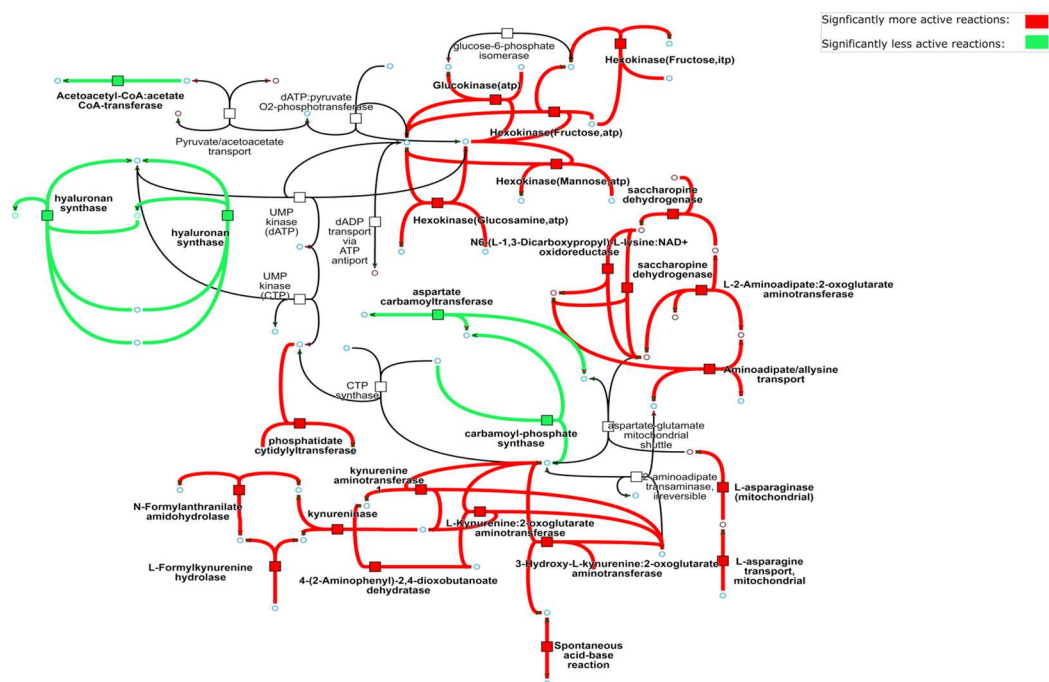 Signficantly more active reactions:
Significantly less active reactions:
glucose-6-phosphate
isomerase
Hexokinase(Fructose,itp)
Acetoacetyl-CoA:acetate
CoA-transferase
dATP:pyruvate
O2-phosphotransferase
Glucokinase(atp)
Hexokinase(Fructose,atp)
Pyruvate/acetoacetate
transport
Hexokinase(Mannose,atp)
saccharopine
dehydrogenase
hyaluronan
synthase
hyaluronan
synthase
UMP
kinase
(dATP)
dADP
transport
via
ATP
antiport
Hexokinase(Glucosamine,atp)
N6-(L-1,3-Dicarboxypropyl)-L-lysine:NAD+
oxidoreductase
saccharopine
dehydrogenase
UMP
kinase
(CTP)
L-2-Aminoadipate:2-oxoglutarate
aminotransferase
aspartate
carbamoyltransferase
Aminoadipate/allysine
transport
CTP
synthase
phosphatidate
cytidylyltransferase
carbamoyl-phosphate
synthase
aspartate-glutamate
mitochondrial
shuttle
kynurenine
aminotransferase
1
2-aminoadipate
transaminase,
irreversible
L-asparaginase
(mitochondrial)
N-Formylanthranilate
amidohydrolase
kynureninase
L-Kynurenine:2-oxoglutarate
aminotransferase
L-Formylkynurenine
hydrolase
4-(2-Aminophenyl)-2,4-dioxobutanoate
dehydratase
3-Hydroxy-L-kynurenine:2-oxoglutarate
aminotransferase
L-asparagine
transport,
mitochondrial
Spontaneous
acid-base
reaction